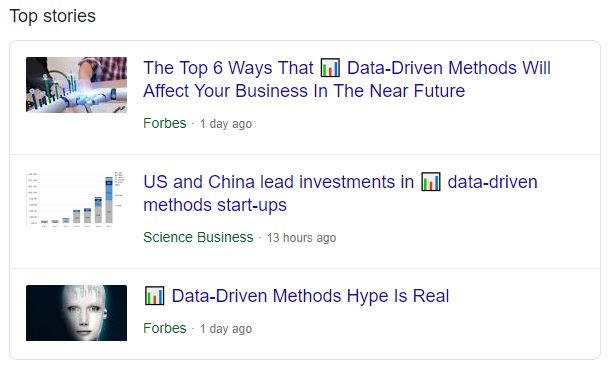 Top stories
The Top 6 Ways That 📊 Data-Driven Methods Will
Affect Your Business In The Near Future
Forbes · 1 day ago
US and China lead investments in 📊 data-driven
methods start-ups
Science Business · 13 hours ago
📊 Data-Driven Methods Hype Is Real
Forbes · 1 day ago